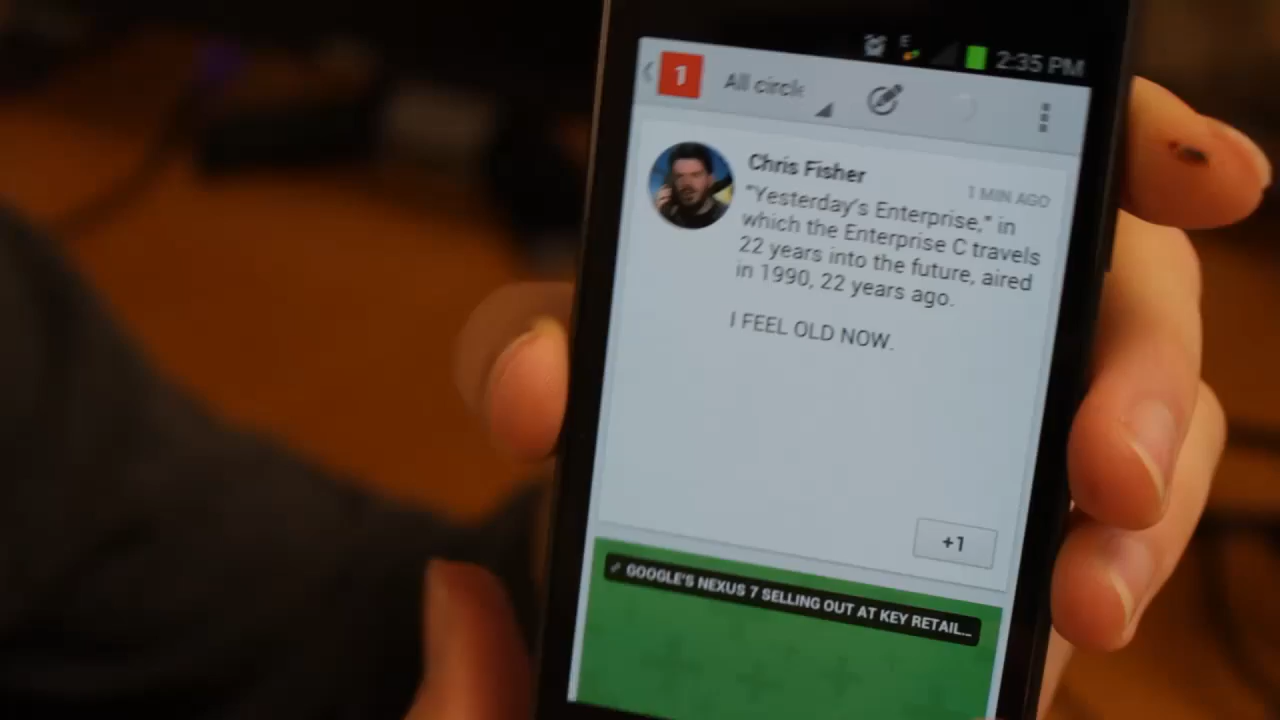 E 2:35 PM
1 All circle
Chris Fisher
1 MIN AGO
"Yesterday's Enterprise," in
which the Enterprise C travels
22 years into the future, aired
in 1990, 22 years ago.
I FEEL OLD NOW.
+1
GOOGLE'S NEXUS 7 SELLING OUT AT KEY RETAIL...